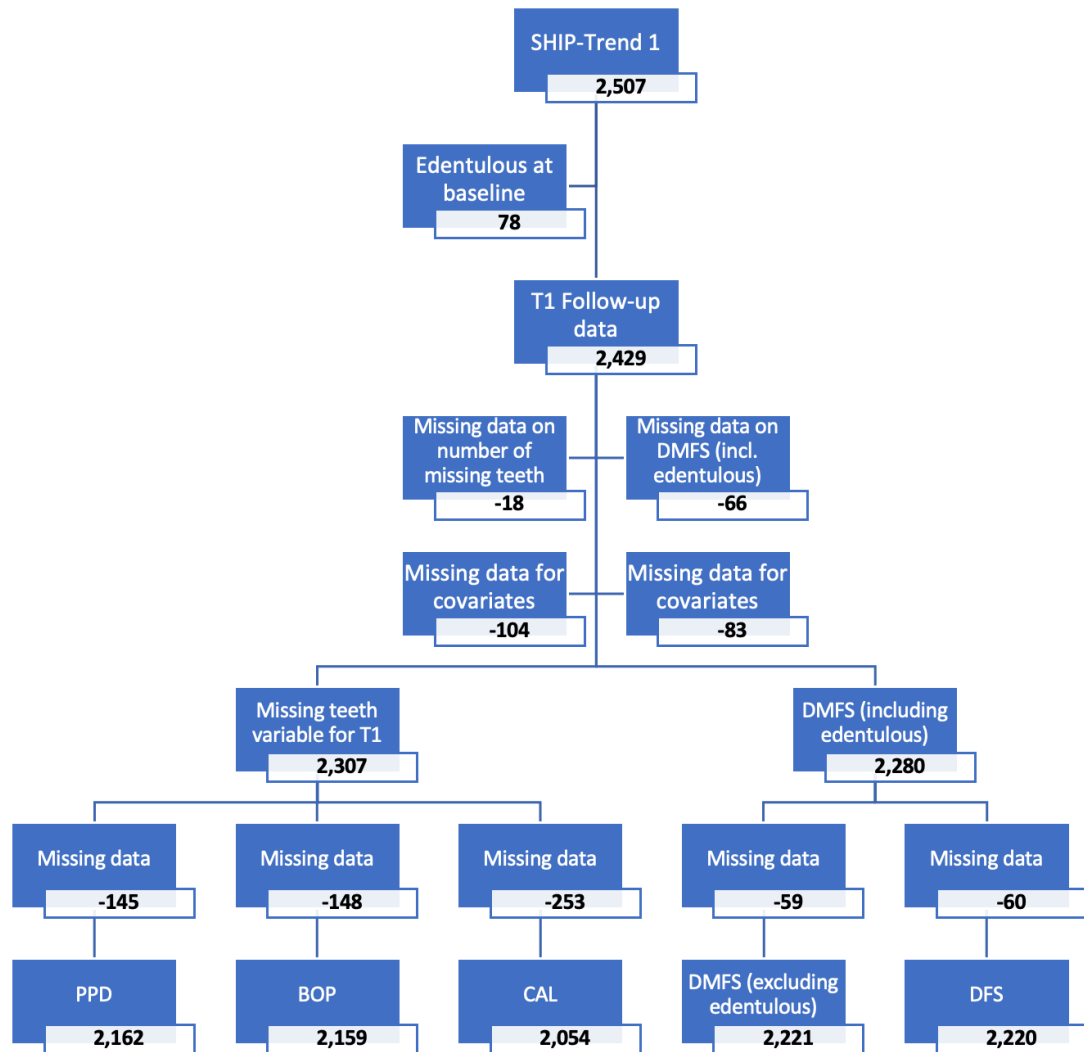 SHIP-Trend 1
2,507
Edentulous at
baseline
78
T1 Follow-up
data
2,429
Missing data on
number of
missing teeth
-18
Missing data on
DMFS (incl.
edentulous)
-66
Missing data for
covariates
-104
Missing data for
covariates
-83
Missing teeth
variable for T1
2,307
DMFS (including
edentulous)
2,280
Missing data
-145
Missing data
-148
Missing data
-253
Missing data
-59
Missing data
-60
PPD
2,162
BOP
2,159
CAL
2,054
DMFS (excluding
edentulous)
2,221
DFS
2,220